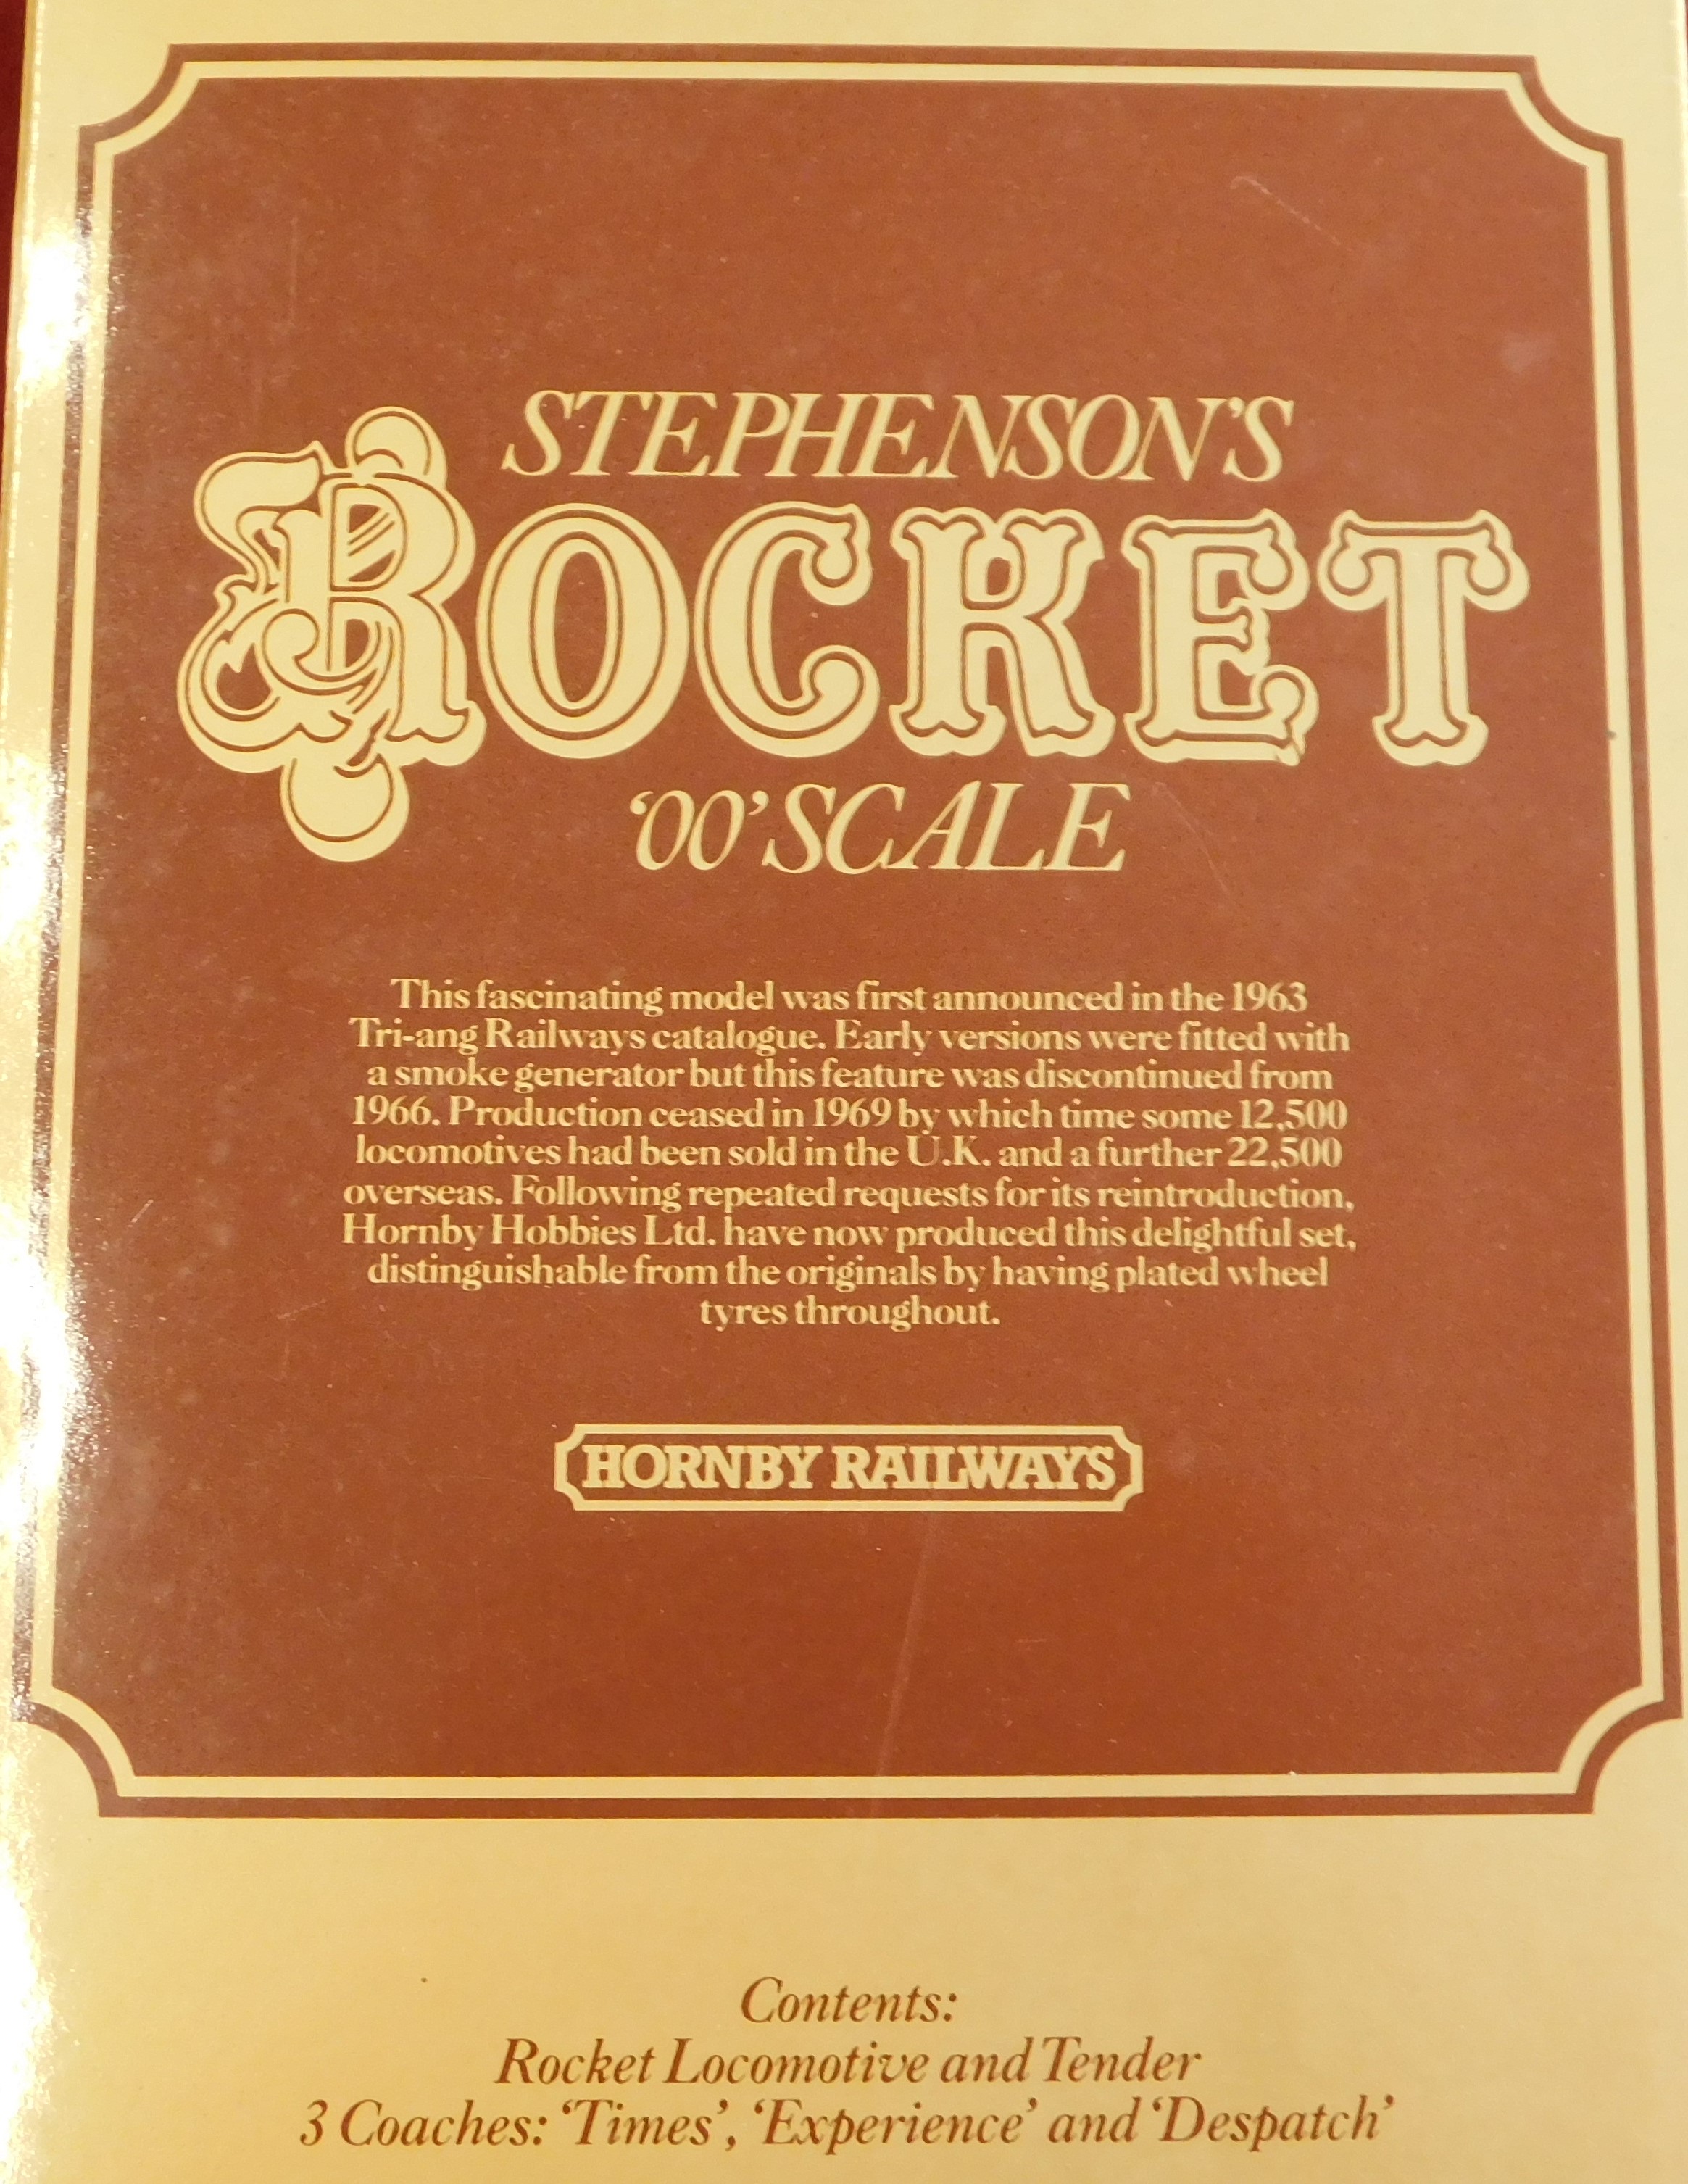 STEPHENSON'S
ROCKET
'00' SCALE
This fascinating model was first announced in the 1963
Tri-ang Railways catalogue. Early versions were fitted with
a smoke generator but this feature was discontinued from
1966. Production ceased in 1969 by which time some 12,500
locomotives had been sold in the U.K. and a further 22,500
overseas. Following repeated requests for its reintroduction,
Hornby Hobbies Ltd. have now produced this delightful set,
distinguishable from the originals by having plated wheel
tyres throughout.
HORNBY RAILWAYS
Contents:
Rocket Locomotive and Tender
3 Coaches: 'Times', 'Experience' and 'Despatch'